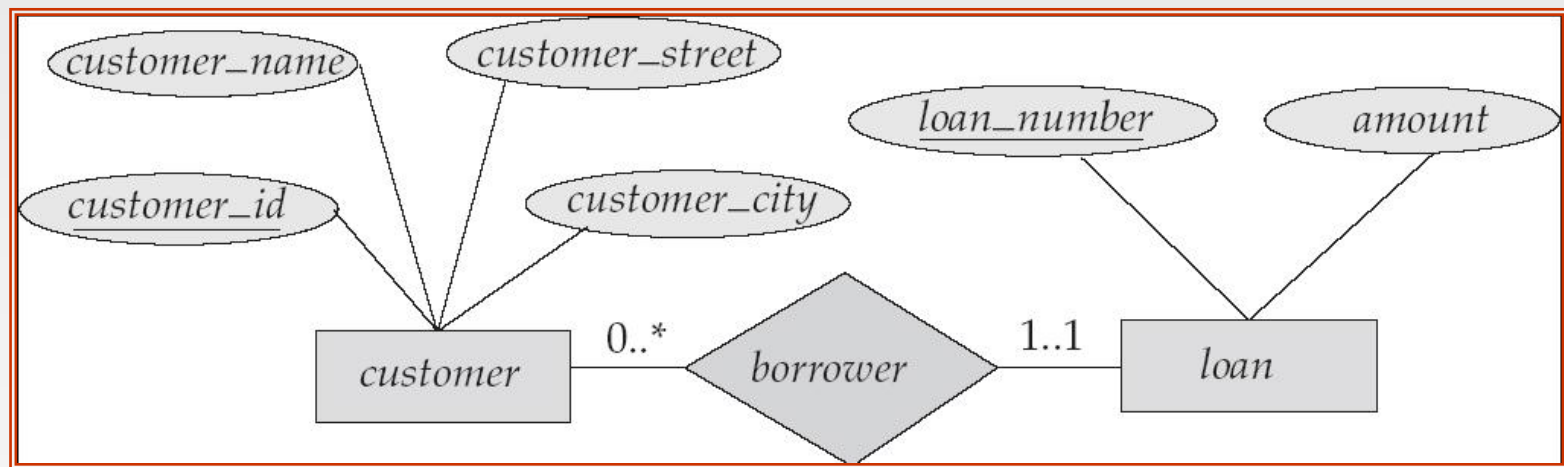 customer_name
customer_street
loan_number
amount
customer_id
customer_city
0..*
1..1
customer
borrower
loan